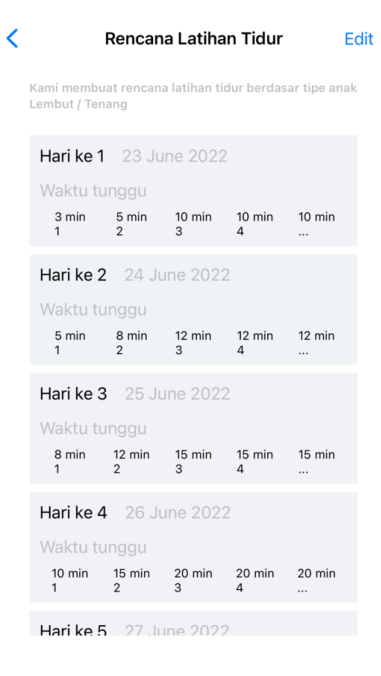 Rencana Latihan Tidur
Edit
Kami membuat rencana latihan tidur berdasar tipe anak
Lembut / Tenang
Hari ke 1 23 June 2022
Waktu tunggu
3 min 5 min 10 min 10 min 10 min
1 2 3 4 ...
Hari ke 2 24 June 2022
Waktu tunggu
5 min 8 min 12 min 12 min 12 min
1 2 3 4 ...
Hari ke 3 25 June 2022
Waktu tunggu
8 min 12 min 15 min 15 min 15 min
1 2 3 4 ...
Hari ke 4 26 June 2022
Waktu tunggu
10 min 15 min 20 min 20 min 20 min
1 2 3 4 ...
Hari ke 5 27 June 2022